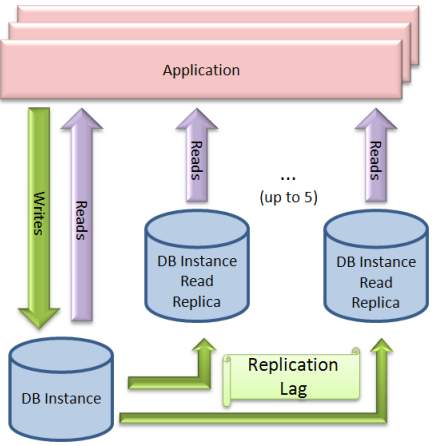 Application
Writes
Reads
Reads
...
(up to 5)
Reads
DB Instance
Read
Replica
DB Instance
Read
Replica
DB Instance
Replication
Lag